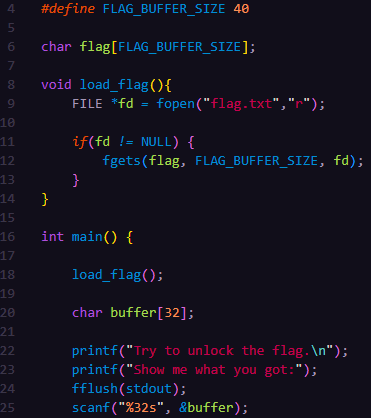 4 #define FLAG_BUFFER_SIZE 40
5
6 char flag[FLAG_BUFFER_SIZE];
7
8 void load_flag(){
9 FILE *fd = fopen("flag.txt","r");
10
11 if(fd != NULL) {
12 fgets(flag, FLAG_BUFFER_SIZE, fd);
13 }
14 }
15
16 int main() {
17
18 load_flag();
19
20 char buffer[32];
21
22 printf("Try to unlock the flag.\n");
23 printf("Show me what you got:");
24 fflush(stdout);
25 scanf("%32s", &buffer);